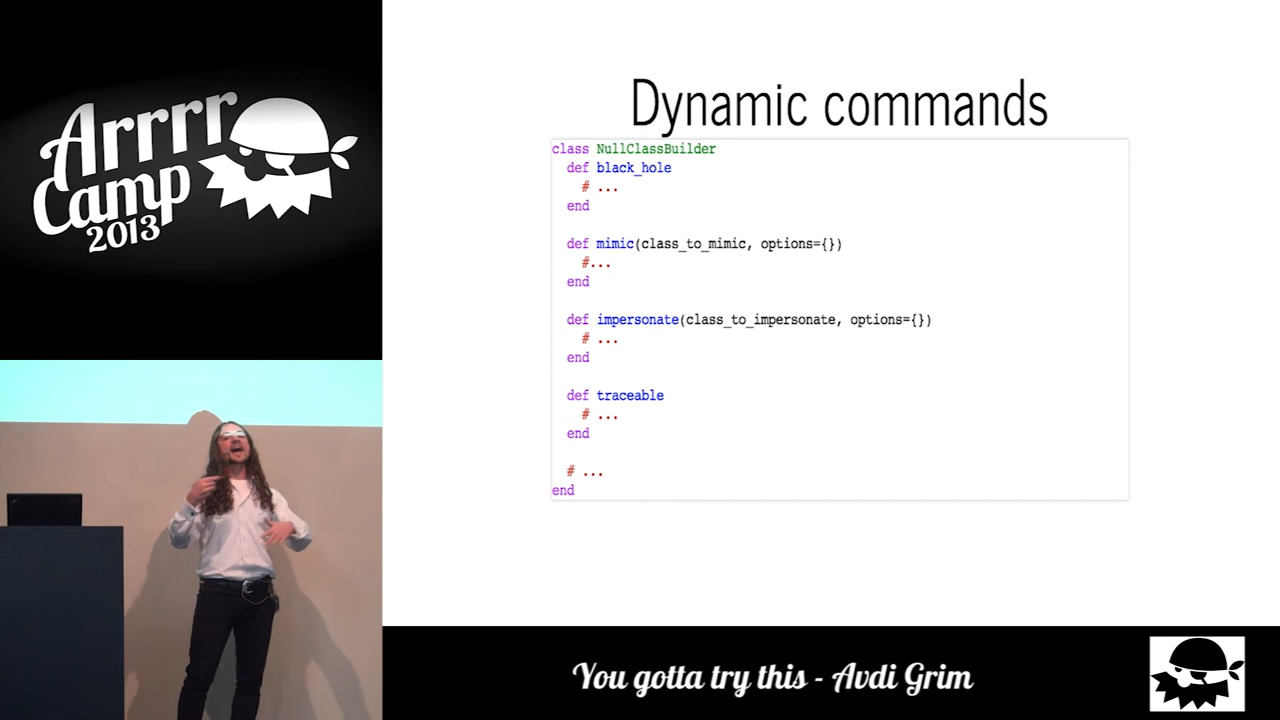 Arrrr
Camp
2013
Dynamic commands
class NullClassBuilder
  def black_hole
    # ...
  end

  def mimic(class_to_mimic, options={})
    #...
  end

  def impersonate(class_to_impersonate, options={})
    # ...
  end

  def traceable
    # ...
  end

  # ...
end
You gotta try this - Avdi Grim